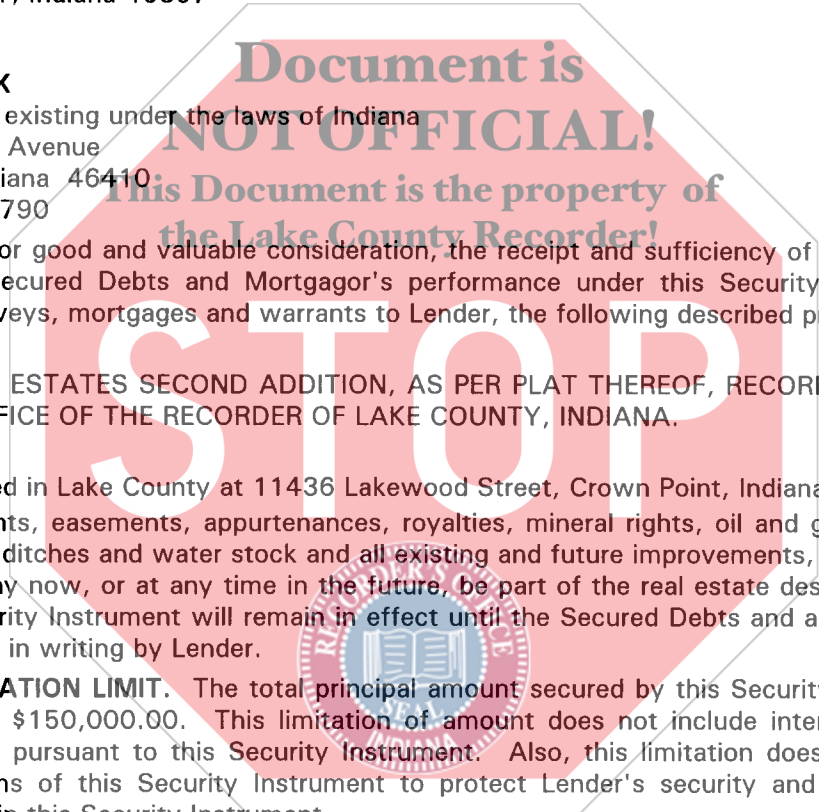 Indiana
X
existing under the laws of Indiana
Avenue
iana 46410
790
or good and valuable consideration, the receipt and sufficiency of
ecured Debts and Mortgagor's performance under this Security
veys, mortgages and warrants to Lender, the following described p
ESTATES SECOND ADDITION, AS PER PLAT THEREOF, RECOR
FICE OF THE RECORDER OF LAKE COUNTY, INDIANA.
ed in Lake County at 11436 Lakewood Street, Crown Point, Indiana
nts, easements, appurtenances, royalties, mineral rights, oil and g
ditches and water stock and all existing and future improvements,
ay now, or at any time in the future, be part of the real estate des
rity Instrument will remain in effect until the Secured Debts and a
in writing by Lender.
ATION LIMIT. The total principal amount secured by this Securit
$150,000.00. This limitation of amount does not include inter
pursuant to this Security Instrument. Also, this limitation does
ns of this Security Instrument to protect Lender's security and
in this Security Instrument.
Document is
NOT OFFICIAL!
This Document is the property of
the Lake County Recorder!
STOP
RECORDER'S OFFICE
SEAL
INDIANA